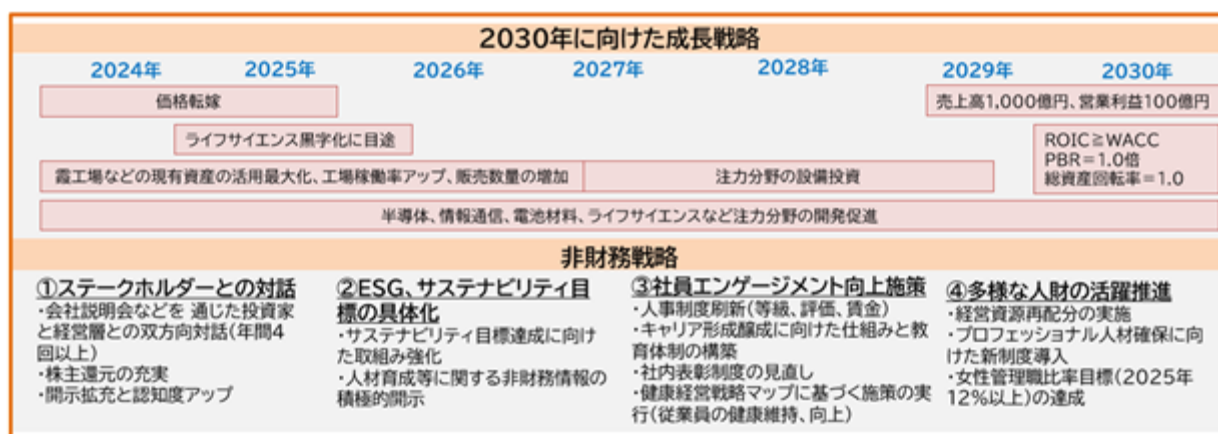 2030年に向けた成長戦略
2024年 2025年 2026年 2027年 2028年 2029年 2030年
価格転嫁
売上高1,000億円、営業利益100億円
ライフサイエンス黒字化に目途
ROIC≧WACC
PBR=1.0倍
総資産回転率=1.0
霞工場などの現有資産の活用最大化、工場稼働率アップ、販売数量の増加
注力分野の設備投資
半導体、情報通信、電池材料、ライフサイエンスなど注力分野の開発促進
非財務戦略
①ステークホルダーとの対話
・会社説明会などを 通じた投資家
と経営層との双方向対話(年間4
回以上)
・株主還元の充実
・開示拡充と認知度アップ
②ESG、サステナビリティ目
標の具体化
・サステナビリティ目標達成に向け
た取組み強化
・人材育成等に関する非財務情報の
積極的開示
③社員エンゲージメント向上施策
・人事制度刷新(等級、評価、賃金)
・キャリア形成醸成に向けた仕組みと教
育体制の構築
・社内表彰制度の見直し
・健康経営戦略マップに基づく施策の実
行(従業員の健康維持、向上)
④多様な人財の活躍推進
・経営資源再配分の実施
・プロフェッショナル人材確保に向
けた新制度導入
・女性管理職比率目標(2025年
12%以上)の達成